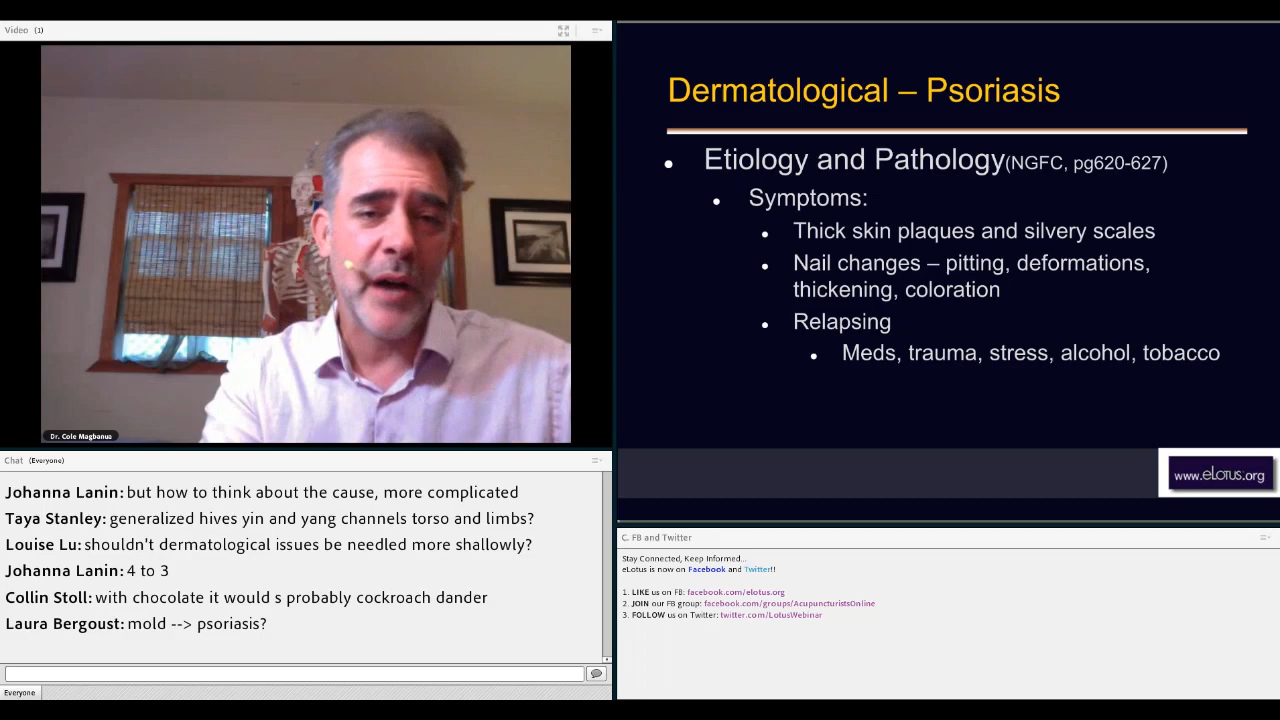 Video (1)
Dr. Cole Magbanua
Dermatological – Psoriasis
Etiology and Pathology(NGFC, pg620-627)
Symptoms:
Thick skin plaques and silvery scales
Nail changes – pitting, deformations,
thickening, coloration
Relapsing
Meds, trauma, stress, alcohol, tobacco
www.eLotus.org
Chat (Everyone)
Johanna Lanin: but how to think about the cause, more complicated
Taya Stanley: generalized hives yin and yang channels torso and limbs?
Louise Lu: shouldn't dermatological issues be needled more shallowly?
Johanna Lanin: 4 to 3
Collin Stoll: with chocolate it would s probably cockroach dander
Laura Bergoust: mold --> psoriasis?
Everyone
C. FB and Twitter
Stay Connected, Keep Informed...
eLotus is now on Facebook and Twitter!!
1. LIKE us on FB: facebook.com/elotus.org
2. JOIN our FB group: facebook.com/groups/AcupuncturistsOnline
3. FOLLOW us on Twitter: twitter.com/LotusWebinar